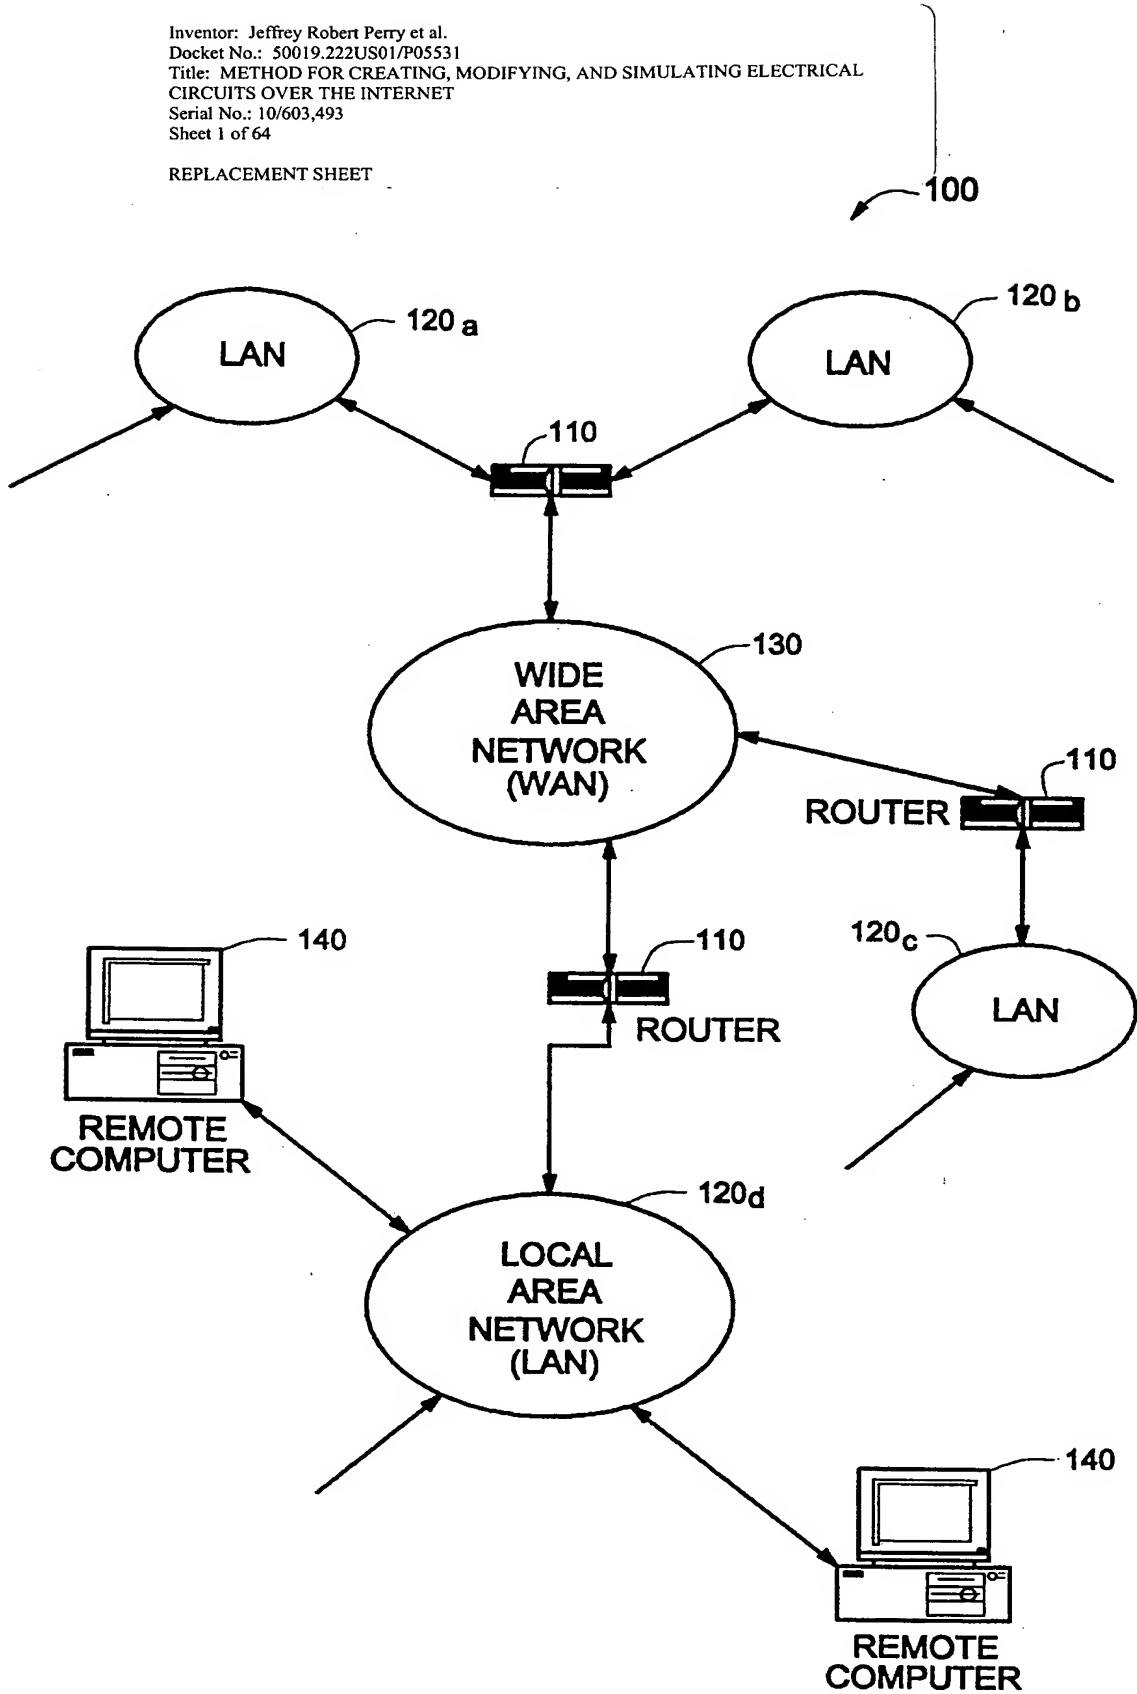 Inventor: Jeffrey Robert Perry et al.
Docket No.: 50019.222US01/P05531
Title: METHOD FOR CREATING, MODIFYING, AND SIMULATING ELECTRICAL
CIRCUITS OVER THE INTERNET
Serial No.: 10/603,493
Sheet 1 of 64
REPLACEMENT SHEET
100
120a
LAN
120b
LAN
110
130
WIDE
AREA
NETWORK
(WAN)
110
ROUTER
140
110
ROUTER
120c
LAN
REMOTE
COMPUTER
120d
LOCAL
AREA
NETWORK
(LAN)
140
REMOTE
COMPUTER